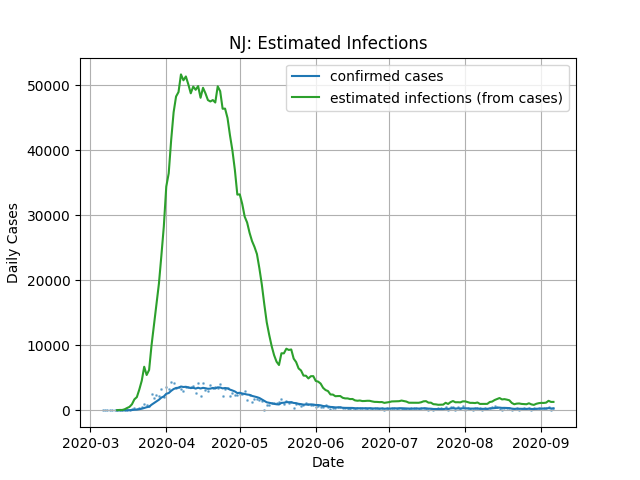 NJ: Estimated Infections
confirmed cases
estimated infections (from cases)
50000
40000
30000
20000
10000
0
Daily Cases
2020-03 2020-04 2020-05 2020-06 2020-07 2020-08 2020-09
Date